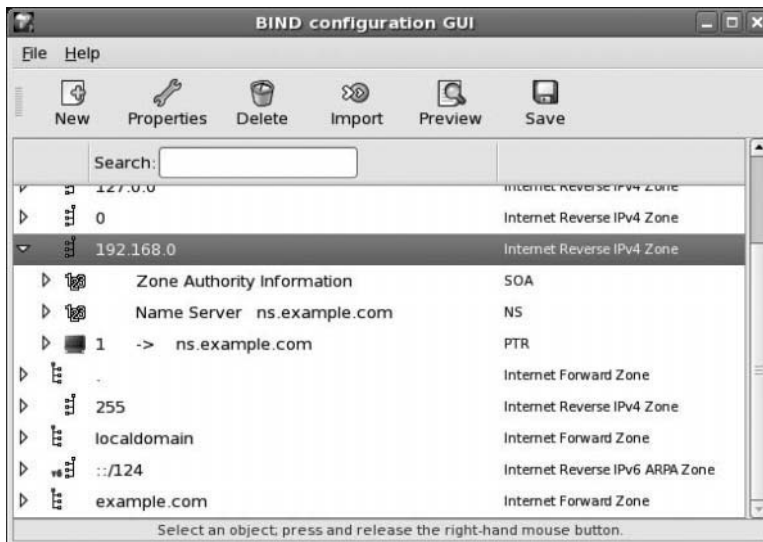 BIND configuration GUI
File Help
New Properties Delete Import Preview Save
Search:
127.0.0 Internet Reverse IPv4 Zone
0 Internet Reverse IPv4 Zone
192.168.0 Internet Reverse IPv4 Zone
Zone Authority Information SOA
Name Server ns.example.com NS
1 -> ns.example.com PTR
. Internet Forward Zone
255 Internet Reverse IPv4 Zone
localdomain Internet Forward Zone
v6 ::/124 Internet Reverse IPv6 ARPA Zone
example.com Internet Forward Zone
Select an object; press and release the right-hand mouse button.